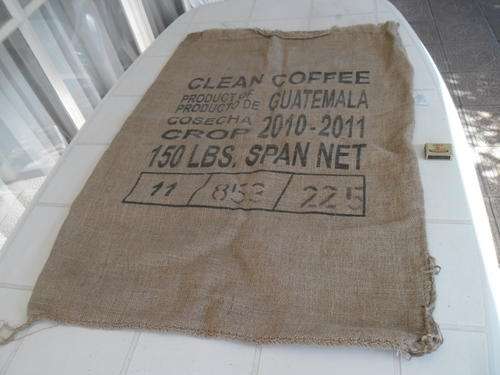 CLEAN COFFEE
PRODUCT OF
PRODUCTO DE GUATEMALA
COSECHA
CROP 2010-2011
150 LBS. SPAN NET
11 / 853 / 225